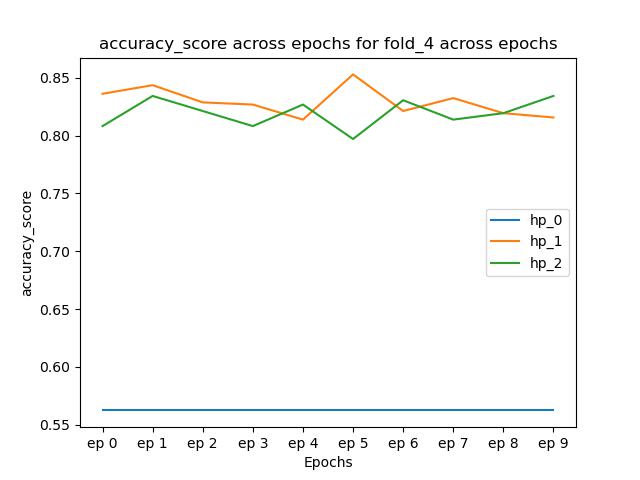 accuracy_score across epochs for fold_4 across epochs
accuracy_score
0.85
0.80
0.75
0.70
0.65
0.60
0.55
hp_0
hp_1
hp_2
ep 0 ep 1 ep 2 ep 3 ep 4 ep 5 ep 6 ep 7 ep 8 ep 9
Epochs